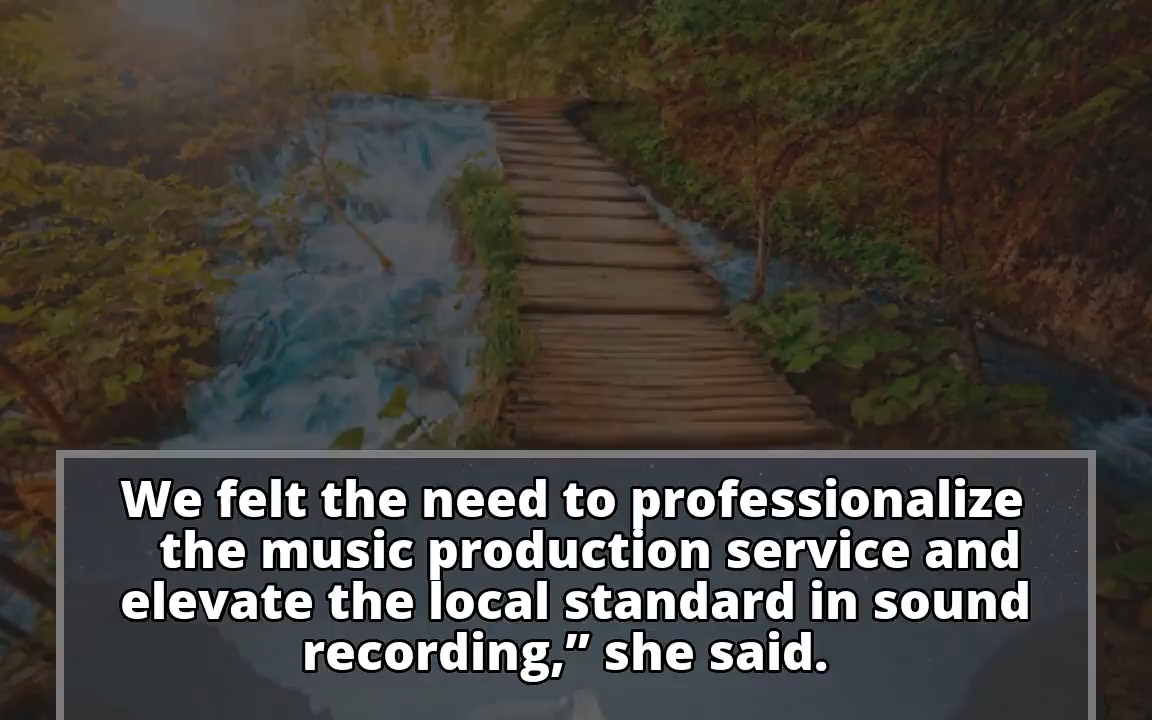 We felt the need to professionalize
the music production service and
elevate the local standard in sound
recording,” she said.